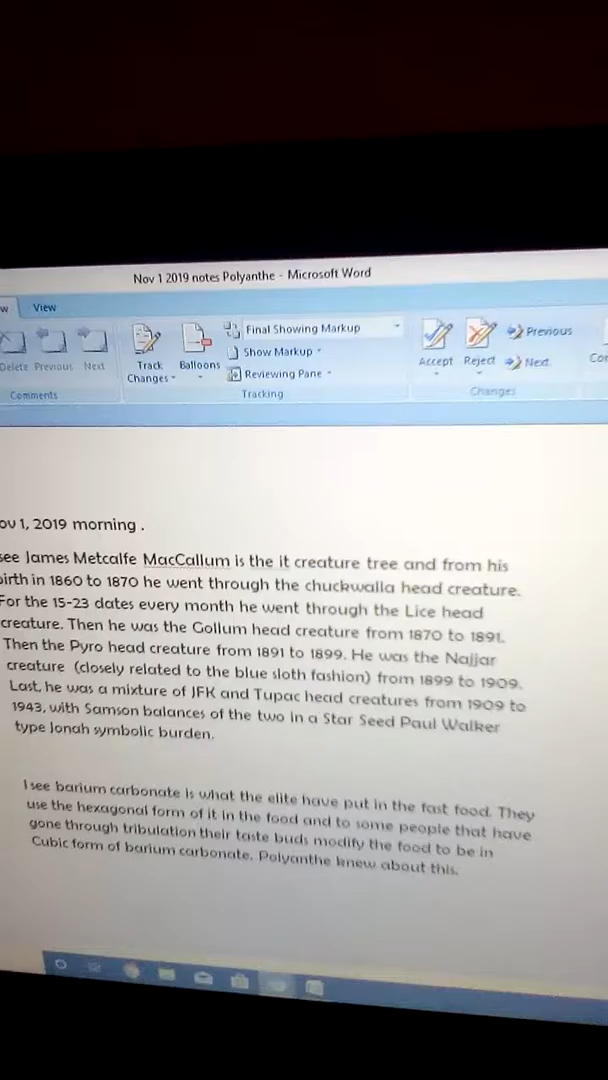 Nov 1 2019 notes Polyanthe - Microsoft Word
w View
Delete Previous Next
Track Changes
Balloons
Final Showing Markup
Show Markup
Reviewing Pane
Accept Reject
Previous
Next
Con
Comments Tracking Changes
ov 1, 2019 morning .
see James Metcalfe MacCallum is the it creature tree and from his
birth in 1860 to 1870 he went through the chuckwalla head creature.
For the 15-23 dates every month he went through the Lice head
creature. Then he was the Gollum head creature from 1870 to 1891.
Then the Pyro head creature from 1891 to 1899. He was the Najjar
creature (closely related to the blue sloth fashion) from 1899 to 1909.
Last, he was a mixture of JFK and Tupac head creatures from 1909 to
1943, with Samson balances of the two in a Star Seed Paul Walker
type Jonah symbolic burden.
I see barium carbonate is what the elite have put in the fast food. They
use the hexagonal form of it in the food and to some people that have
gone through tribulation their taste buds modify the food to be in
Cubic form of barium carbonate. Polyanthe knew about this.